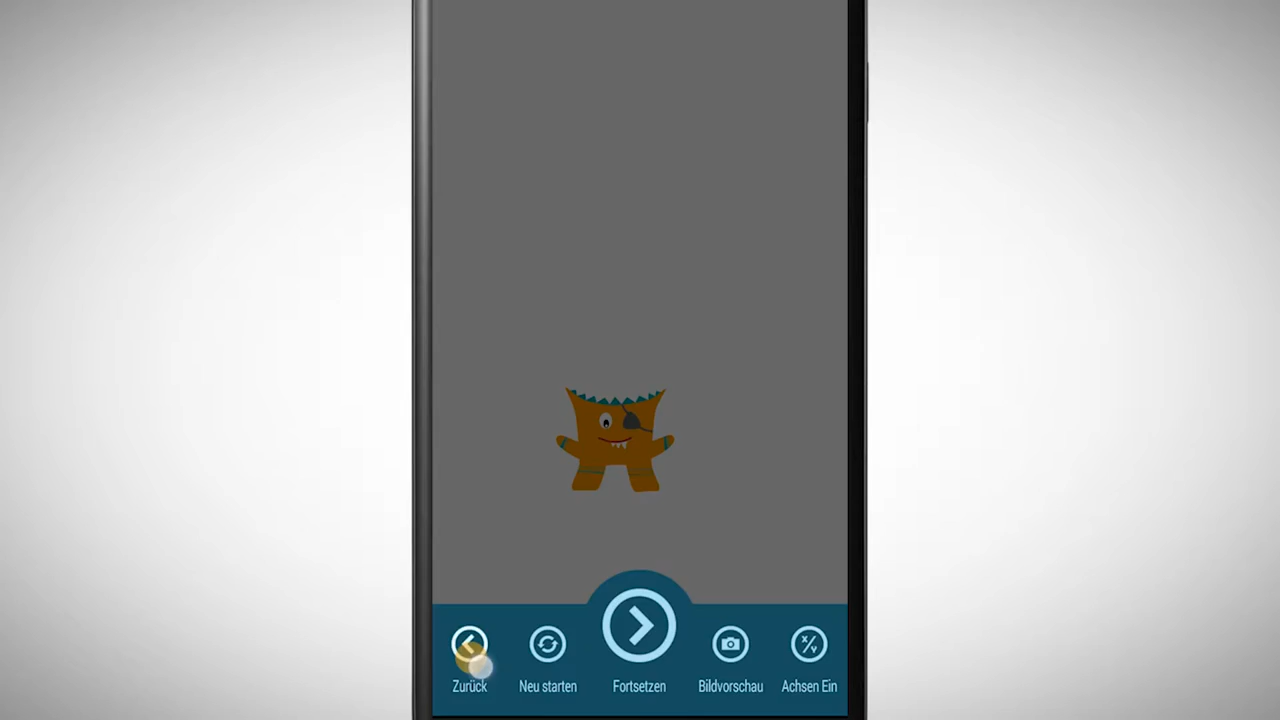 Zurück
Neu starten
Fortsetzen
Bildvorschau
Achsen Ein